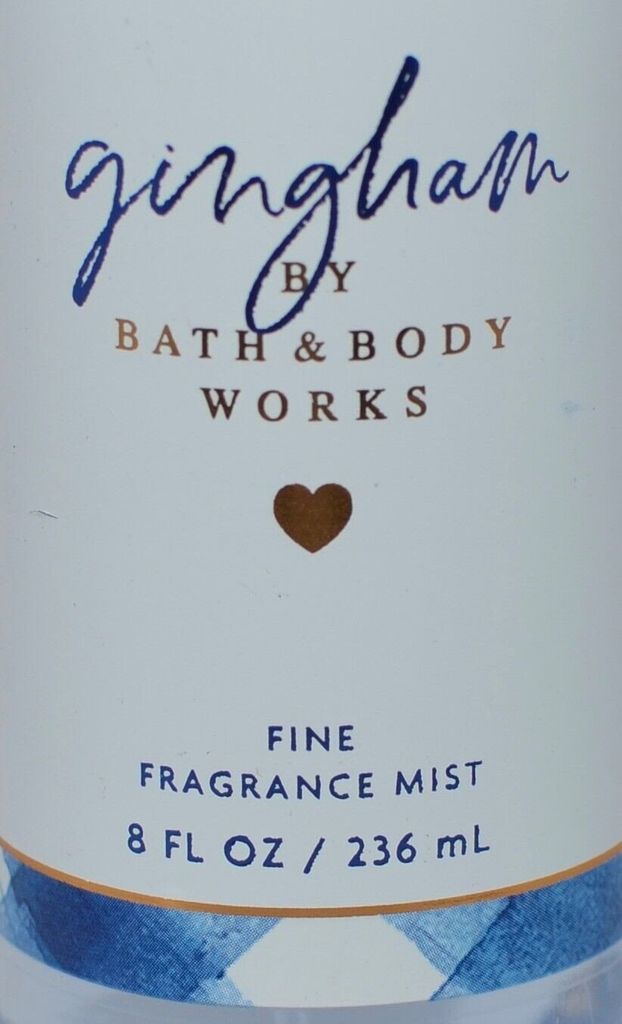 gingham
BY
BATH & BODY
WORKS
FINE
FRAGRANCE MIST
8 FL OZ / 236 mL